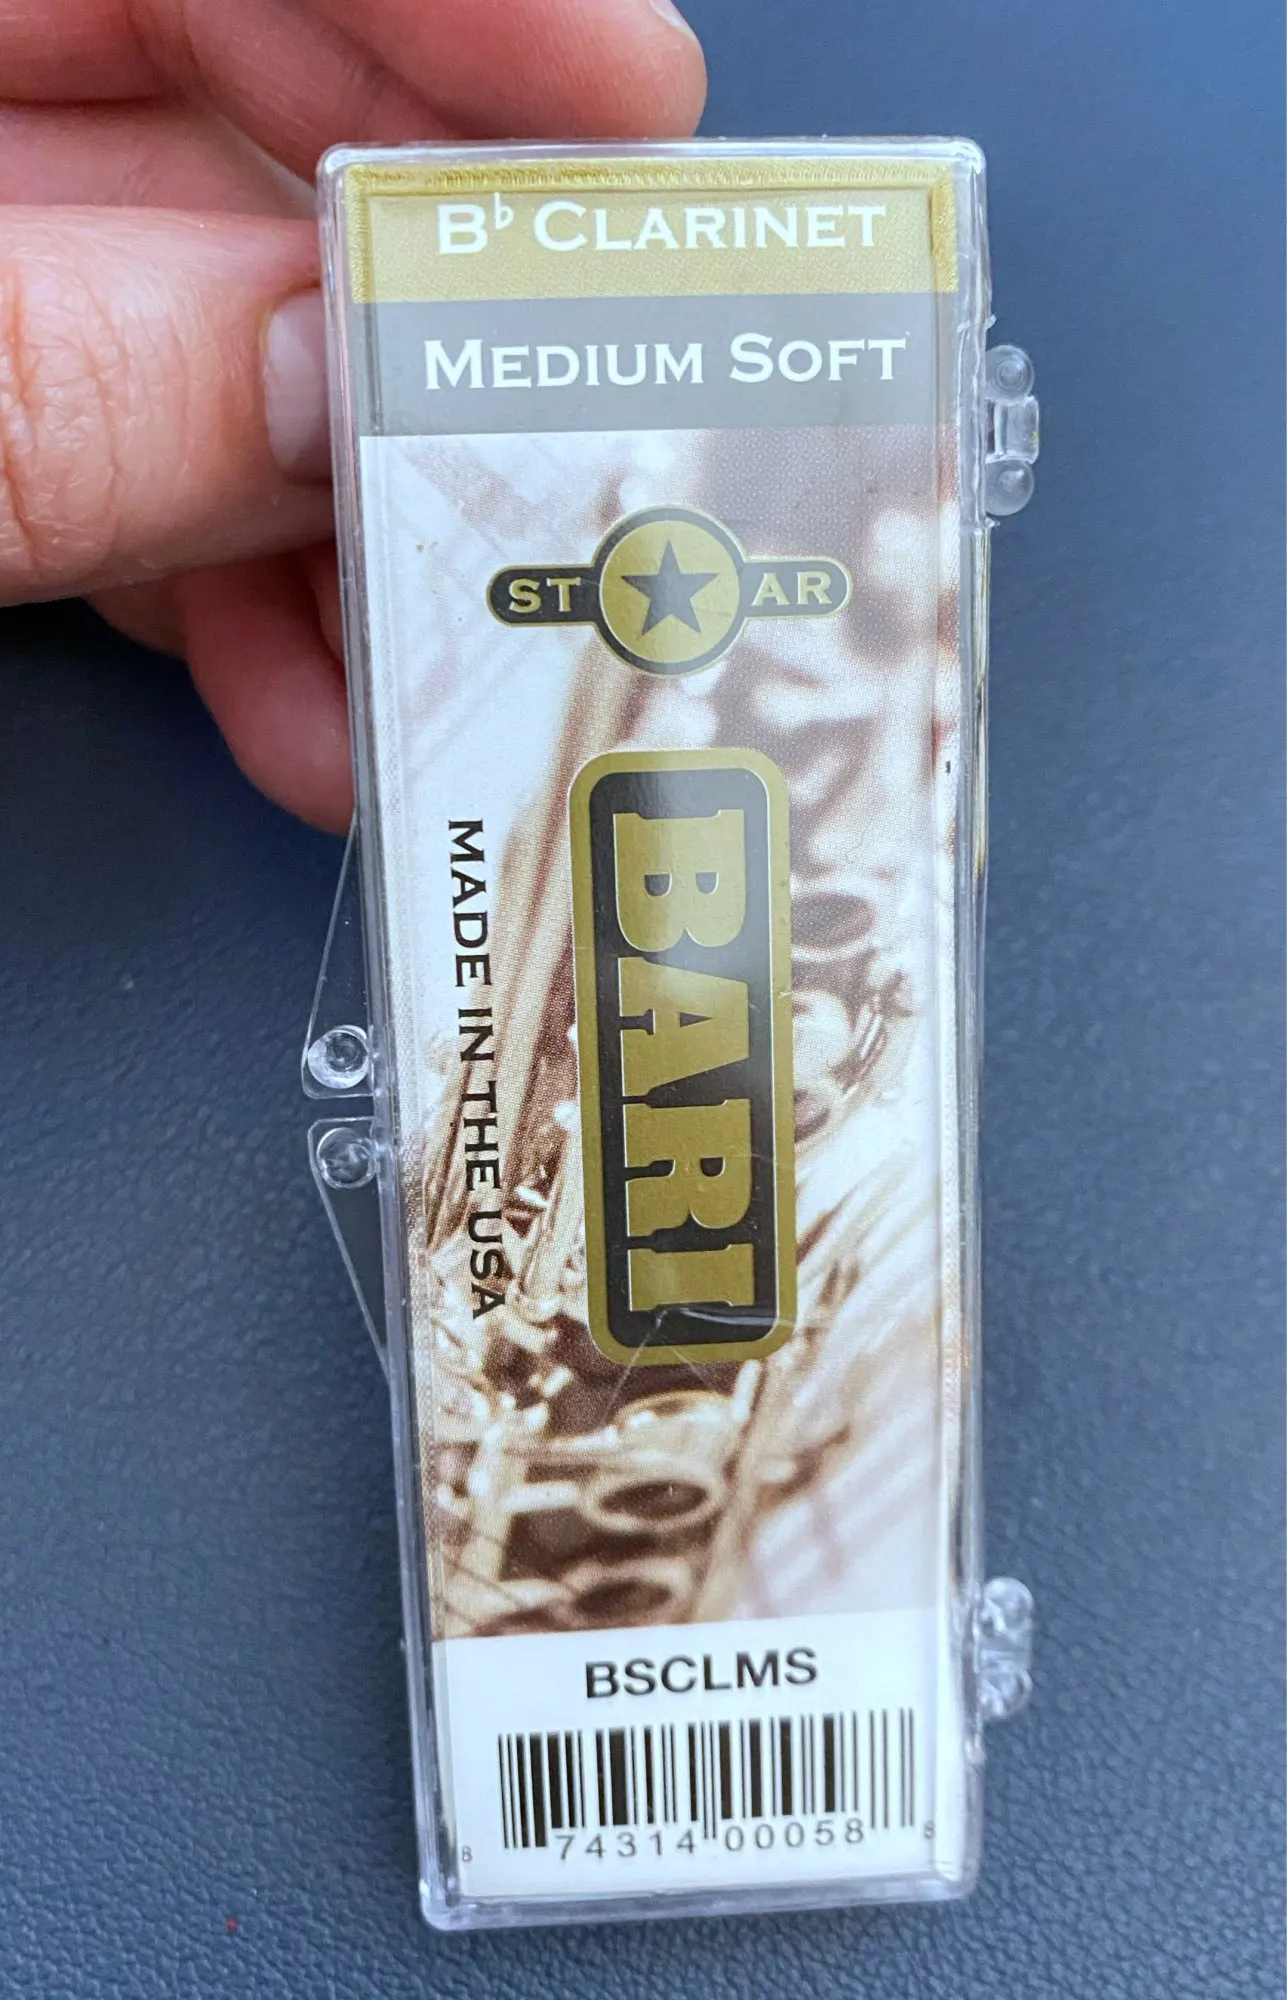 B♭ CLARINET
MEDIUM SOFT
ST★AR
BARI
MADE IN THE USA
BSCLMS
8 74314 00058 8